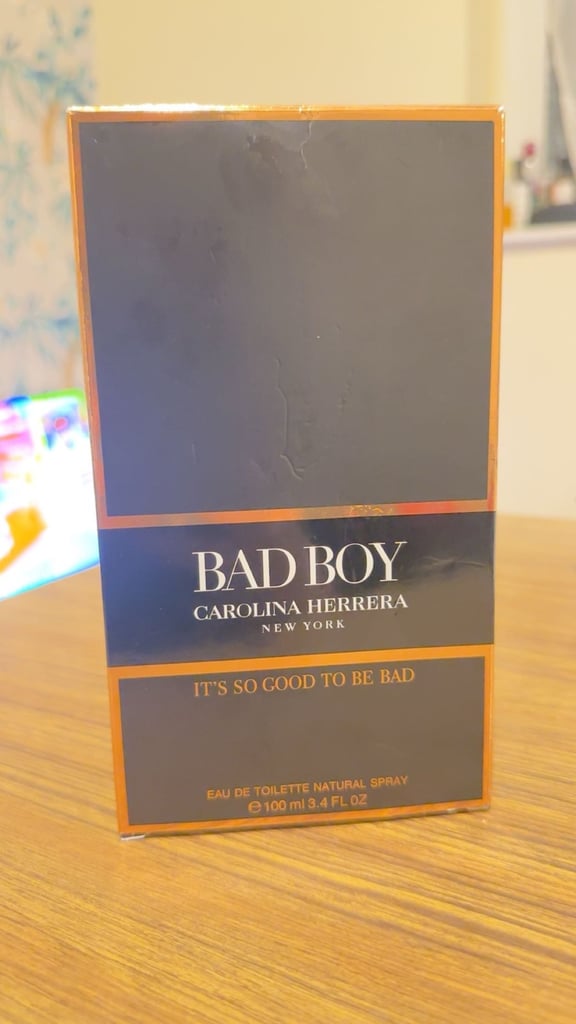 BAD BOY
CAROLINA HERRERA
NEW YORK
IT'S SO GOOD TO BE BAD
EAU DE TOILETTE NATURAL SPRAY
℮ 100 ml 3.4 FL OZ